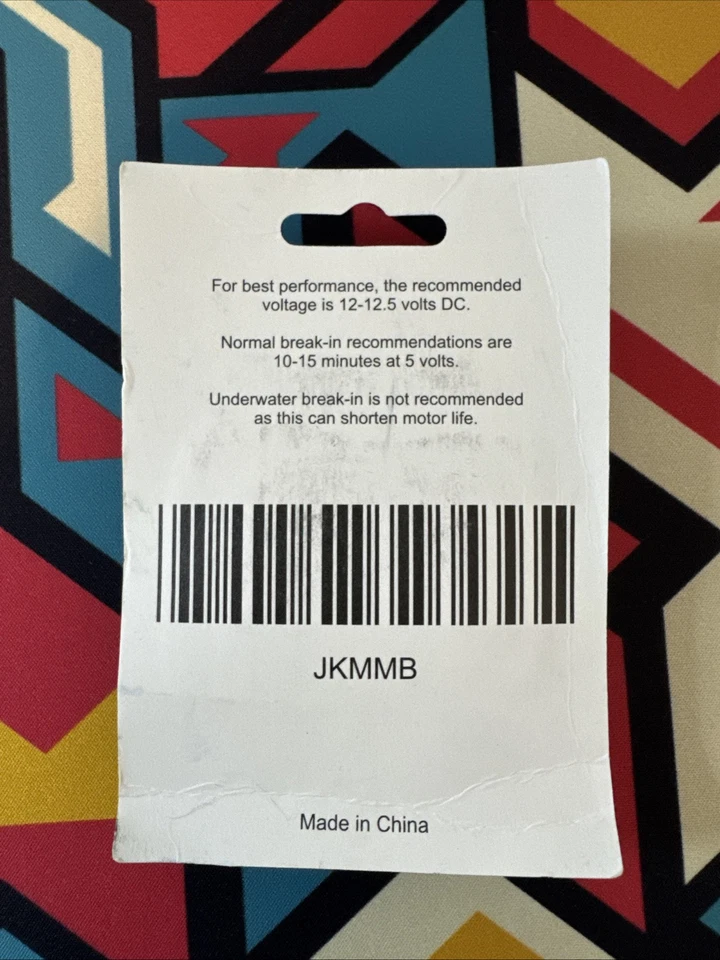 For best performance, the recommended
voltage is 12-12.5 volts DC.
Normal break-in recommendations are
10-15 minutes at 5 volts.
Underwater break-in is not recommended
as this can shorten motor life.
JKMMB
Made in China